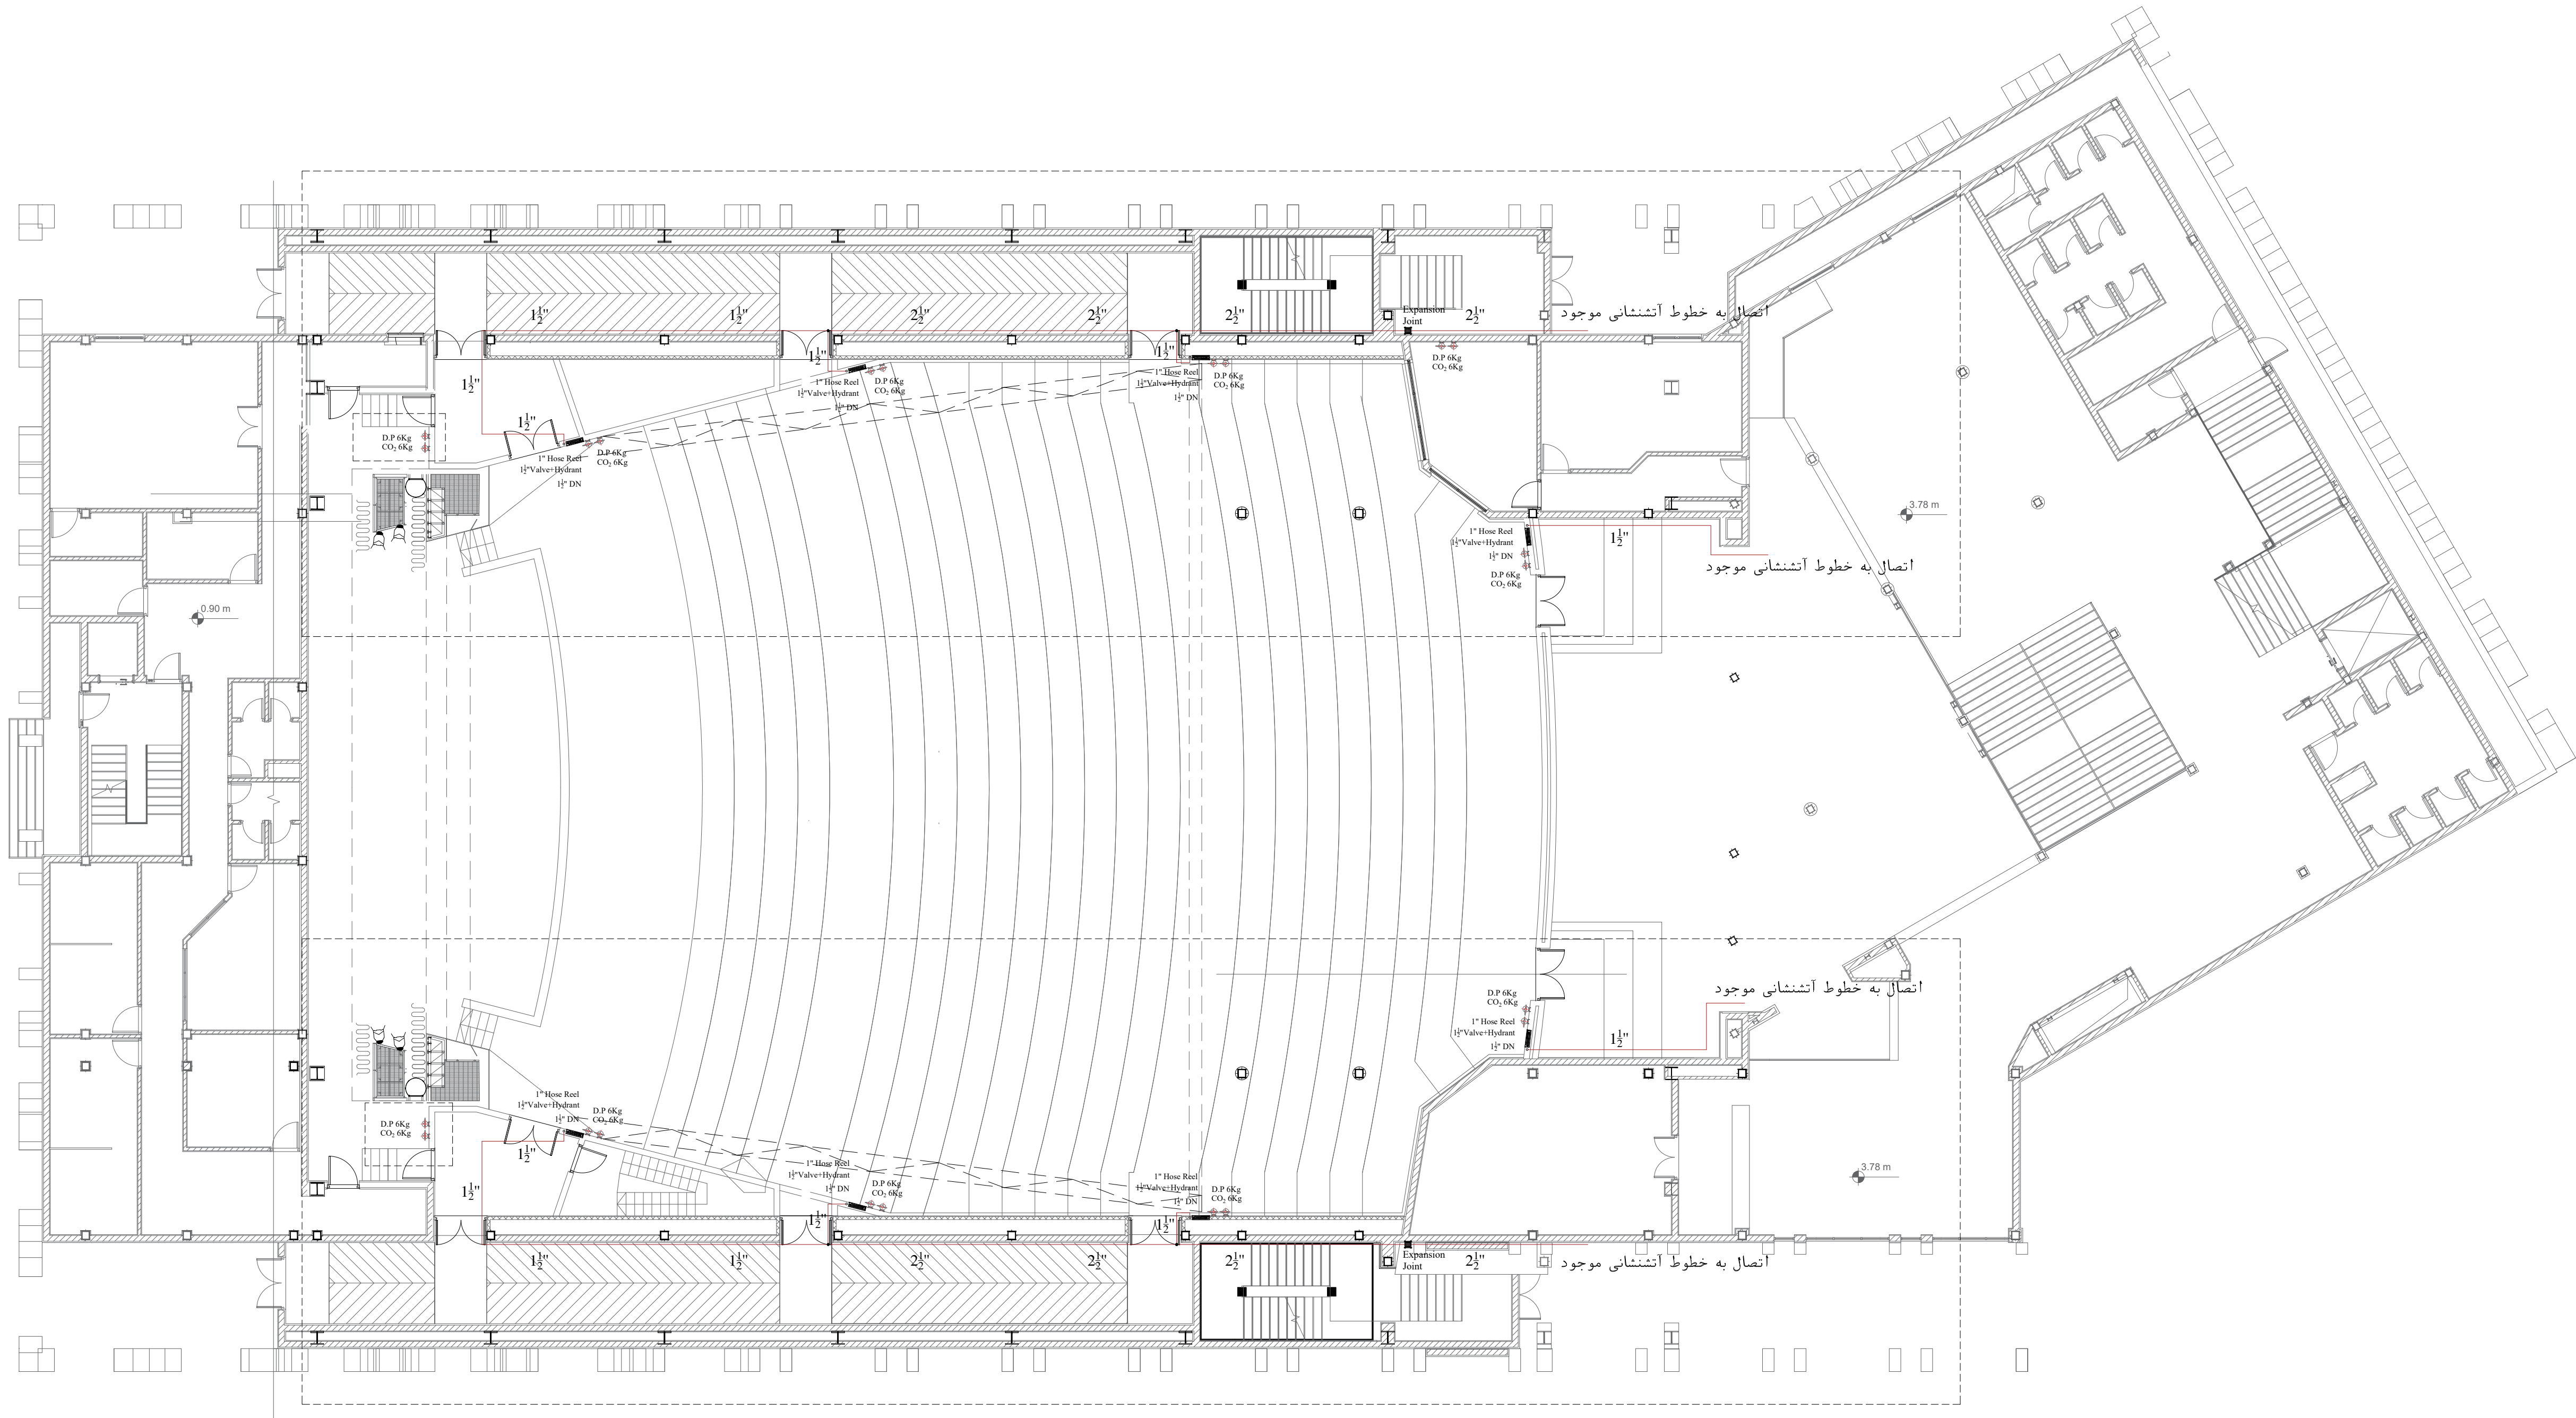 1½"
1½"
2½"
2½"
2½"
Expansion
Joint
2½"
اتصال به خطوط آتشنشانی موجود
1½"
1½"
1½"
1" Hose Reel
1½"Valve+Hydrant
1½" DN
D.P 6Kg
CO₂ 6Kg
1" Hose Reel
1½"Valve+Hydrant
1½" DN
D.P 6Kg
CO₂ 6Kg
D.P 6Kg
CO₂ 6Kg
1½"
D.P 6Kg
CO₂ 6Kg
1" Hose Reel
1½"Valve+Hydrant
1½" DN
D.P 6Kg
CO₂ 6Kg
3.78 m
1" Hose Reel
1½"Valve+Hydrant
1½" DN
D.P 6Kg
CO₂ 6Kg
1½"
اتصال به خطوط آتشنشانی موجود
0.90 m
D.P 6Kg
CO₂ 6Kg
1" Hose Reel
1½"Valve+Hydrant
1½" DN
1½"
اتصال به خطوط آتشنشانی موجود
1" Hose Reel
1½"Valve+Hydrant
1½" DN
D.P 6Kg
CO₂ 6Kg
D.P 6Kg
CO₂ 6Kg
1½"
1½"
1" Hose Reel
1½"Valve+Hydrant
1½" DN
D.P 6Kg
CO₂ 6Kg
1" Hose Reel
1½"Valve+Hydrant
1½" DN
D.P 6Kg
CO₂ 6Kg
3.78 m
1½"
1½"
1½"
1½"
2½"
2½"
2½"
Expansion
Joint
2½"
اتصال به خطوط آتشنشانی موجود